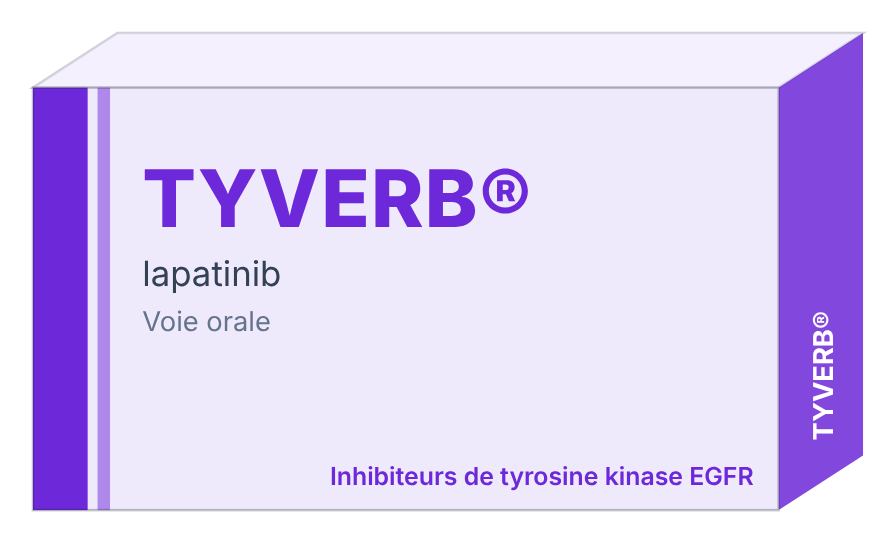 TYVERB®
lapatinib
Voie orale
Inhibiteurs de tyrosine kinase EGFR
TYVERB®